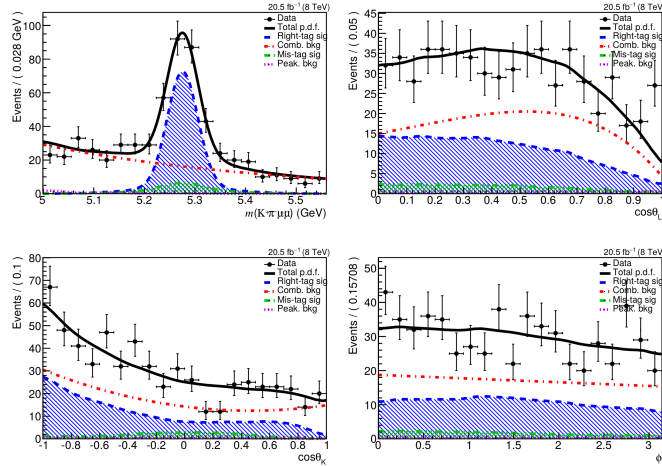 20.5 fb⁻¹ (8 TeV)
Events / ( 0.028 GeV )
100
80
60
40
20
0
Data
Total p.d.f.
Right-tag sig
Comb. bkg
Mis-tag sig
Peak. bkg
5 5.1 5.2 5.3 5.4 5.5
m(K⁺π⁻μμ) (GeV)
20.5 fb⁻¹ (8 TeV)
Events / ( 0.05 )
45
40
35
30
25
20
15
10
5
0
Data
Total p.d.f.
Right-tag sig
Comb. bkg
Mis-tag sig
Peak. bkg
0 0.1 0.2 0.3 0.4 0.5 0.6 0.7 0.8 0.9 1
cosθL
20.5 fb⁻¹ (8 TeV)
Events / ( 0.1 )
80
70
60
50
40
30
20
10
0
Data
Total p.d.f.
Right-tag sig
Comb. bkg
Mis-tag sig
Peak. bkg
-1 -0.8 -0.6 -0.4 -0.2 0 0.2 0.4 0.6 0.8 1
cosθK
20.5 fb⁻¹ (8 TeV)
Events / ( 0.15708 )
50
40
30
20
10
0
Data
Total p.d.f.
Right-tag sig
Comb. bkg
Mis-tag sig
Peak. bkg
0 0.5 1 1.5 2 2.5 3
ϕ